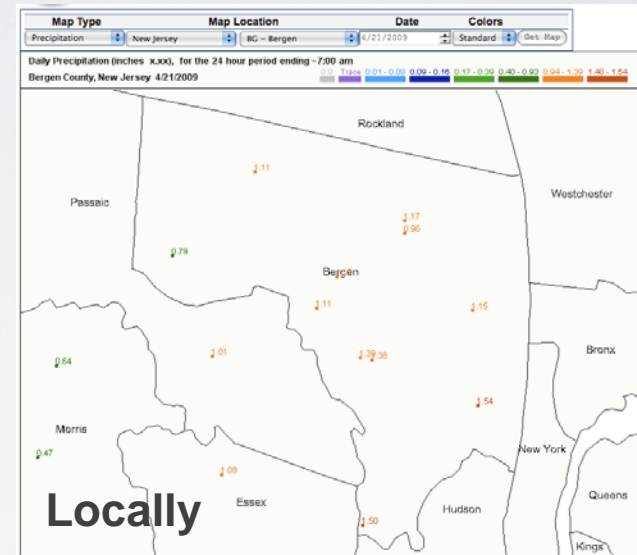 Map Type Map Location Date Colors
Precipitation New Jersey BG - Bergen 4/21/2009 Standard Get Map
Daily Precipitation (inches x.xx), for the 24 hour period ending ~7:00 am
Bergen County, New Jersey 4/21/2009
0.0 Trace 0.01 - 0.08 0.09 - 0.16 0.17 - 0.39 0.40 - 0.93 0.94 - 1.39 1.40 - 1.54
Rockland
1.11
Westchester
Passaic
1.17
0.96
0.79
Bergen
1.11
1.15
1.01
Bronx
0.64
1.54
Morris
New York
0.47
1.09
Queens
Essex
Hudson
Locally
1.50
Kings